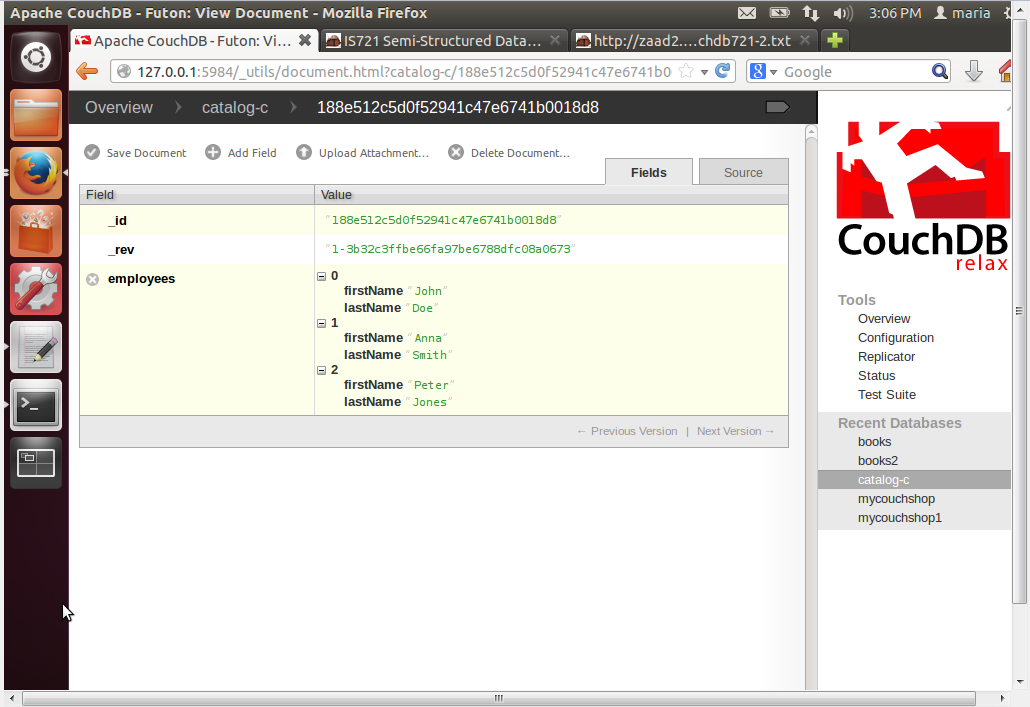 Apache CouchDB - Futon: View Document - Mozilla Firefox
3:06 PM maria
Apache CouchDB - Futon: Vi...
IS721 Semi-Structured Data...
http://zaad2....chdb721-2.txt
127.0.0.1:5984/_utils/document.html?catalog-c/188e512c5d0f52941c47e6741b0
8 Google
Overview catalog-c 188e512c5d0f52941c47e6741b0018d8
Save Document Add Field Upload Attachment... Delete Document...
Fields Source
Field Value
_id "188e512c5d0f52941c47e6741b0018d8"
_rev "1-3b32c3ffbe66fa97be6788dfc08a0673"
employees 0
firstName "John"
lastName "Doe"
1
firstName "Anna"
lastName "Smith"
2
firstName "Peter"
lastName "Jones"
← Previous Version | Next Version →
CouchDB
relax
Tools
Overview
Configuration
Replicator
Status
Test Suite
Recent Databases
books
books2
catalog-c
mycouchshop
mycouchshop1